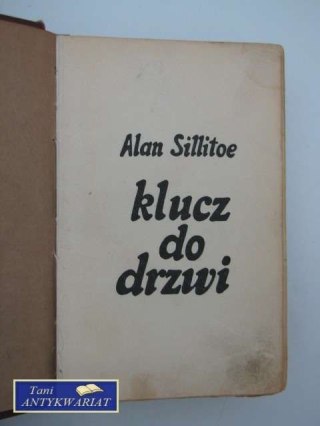 Alan Sillitoe
klucz
do
drzwi
Tani
ANTYKWARIAT